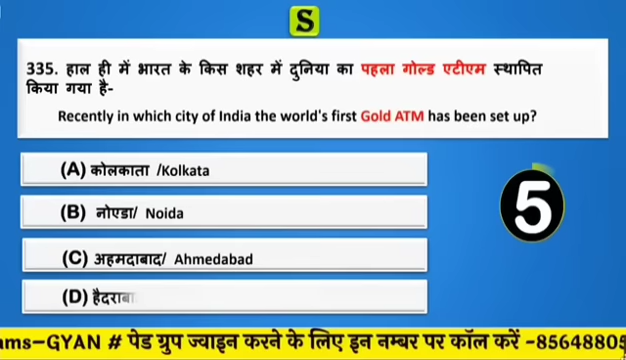 S
335. हाल ही में भारत के किस शहर में दुनिया का पहला गोल्ड एटीएम स्थापित
किया गया है-
Recently in which city of India the world's first Gold ATM has been set up?
(A) कोलकाता /Kolkata
(B) नोएडा/ Noida
5
(C) अहमदाबाद/ Ahmedabad
(D)
ms-GYAN # पेड ग्रुप ज्वाइन करने के लिए इन नम्बर पर कॉल करें -8564880